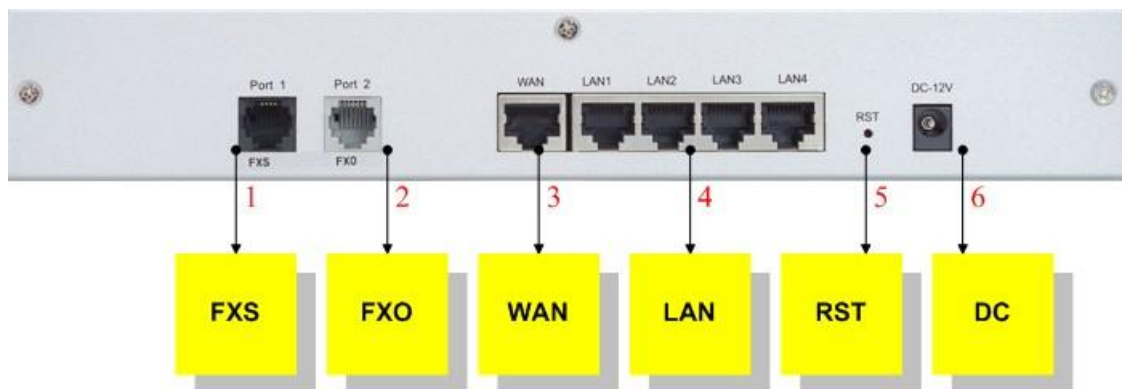 Port 1 Port 2 WAN LAN1 LAN2 LAN3 LAN4 DC-12V
RST
FXS FX0
1 2 3 4 5 6
FXS FXO WAN LAN RST DC